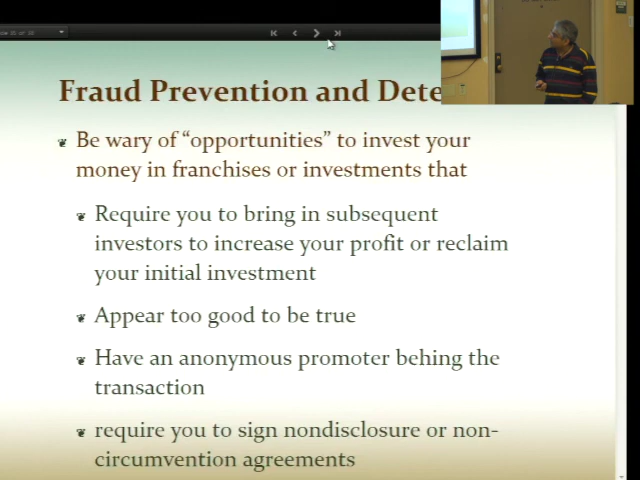 Fraud Prevention and Dete
Be wary of “opportunities” to invest your
money in franchises or investments that
Require you to bring in subsequent
investors to increase your profit or reclaim
your initial investment
Appear too good to be true
Have an anonymous promoter behing the
transaction
require you to sign nondisclosure or non-
circumvention agreements